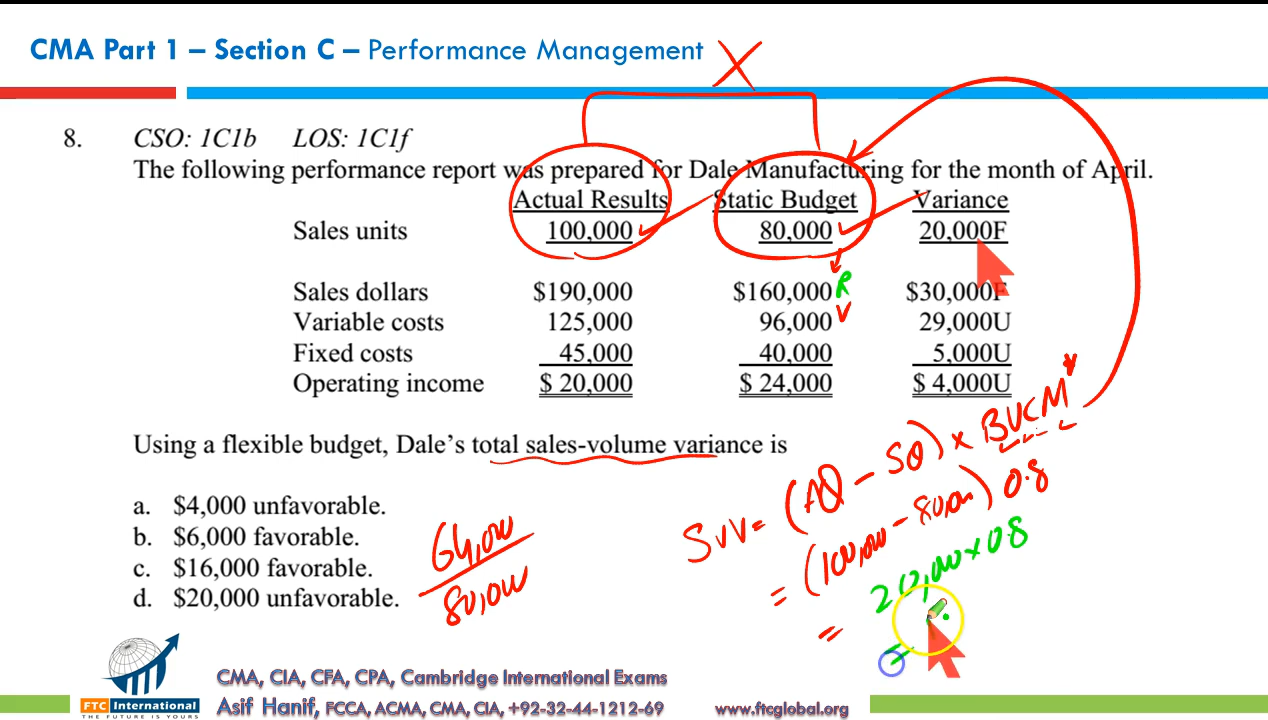 CMA Part 1 – Section C – Performance Management
X
8. CSO: 1C1b LOS: 1C1f
The following performance report was prepared for Dale Manufacturing for the month of April.
Actual Results Static Budget Variance
Sales units 100,000 80,000 20,000F
Sales dollars $190,000 $160,000 R $30,000F
Variable costs 125,000 96,000 V 29,000U
Fixed costs 45,000 40,000 5,000U
Operating income $ 20,000 $ 24,000 $ 4,000U
Using a flexible budget, Dale’s total sales-volume variance is
SVV = (AQ – SQ) × BUCM*
a. $4,000 unfavorable.
b. $6,000 favorable.
c. $16,000 favorable.
d. $20,000 unfavorable.
64,000
80,000
= (100,000 – 80,000) 0.8
= 20,000 × 0.8
=
CMA, CIA, CFA, CPA, Cambridge International Exams
FTC International
THE FUTURE IS YOURS
Asif Hanif, FCCA, ACMA, CMA, CIA, +92-32-44-1212-69 www.ftcglobal.org